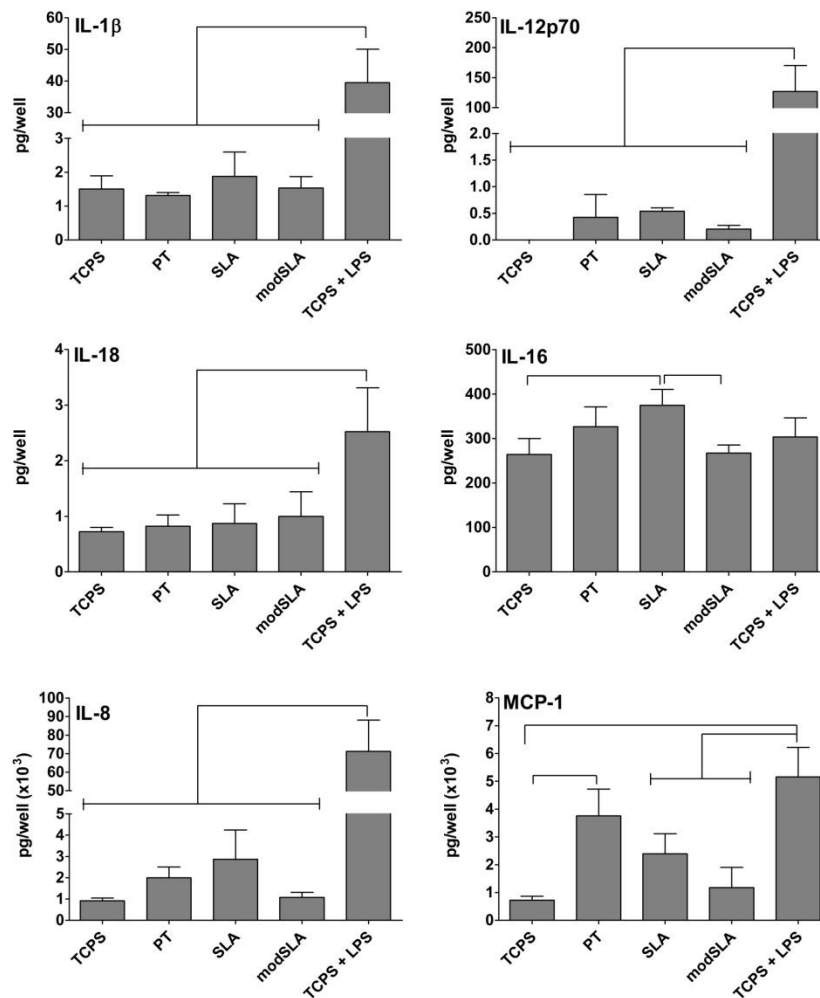 IL-1β
60
50
40
30
3
2
1
0
pg/well
TCPS
PT
SLA
modSLA
TCPS + LPS
IL-12p70
250
200
150
100
2.0
1.5
1.0
0.5
0.0
pg/well
TCPS
PT
SLA
modSLA
TCPS + LPS
IL-18
4
3
2
1
0
pg/well
TCPS
PT
SLA
modSLA
TCPS + LPS
IL-16
500
400
300
200
100
0
pg/well
TCPS
PT
SLA
modSLA
TCPS + LPS
IL-8
100
90
80
70
60
50
5
4
3
2
1
0
pg/well (x10³)
TCPS
PT
SLA
modSLA
TCPS + LPS
MCP-1
8
7
6
5
4
3
2
1
0
pg/well (x10³)
TCPS
PT
SLA
modSLA
TCPS + LPS